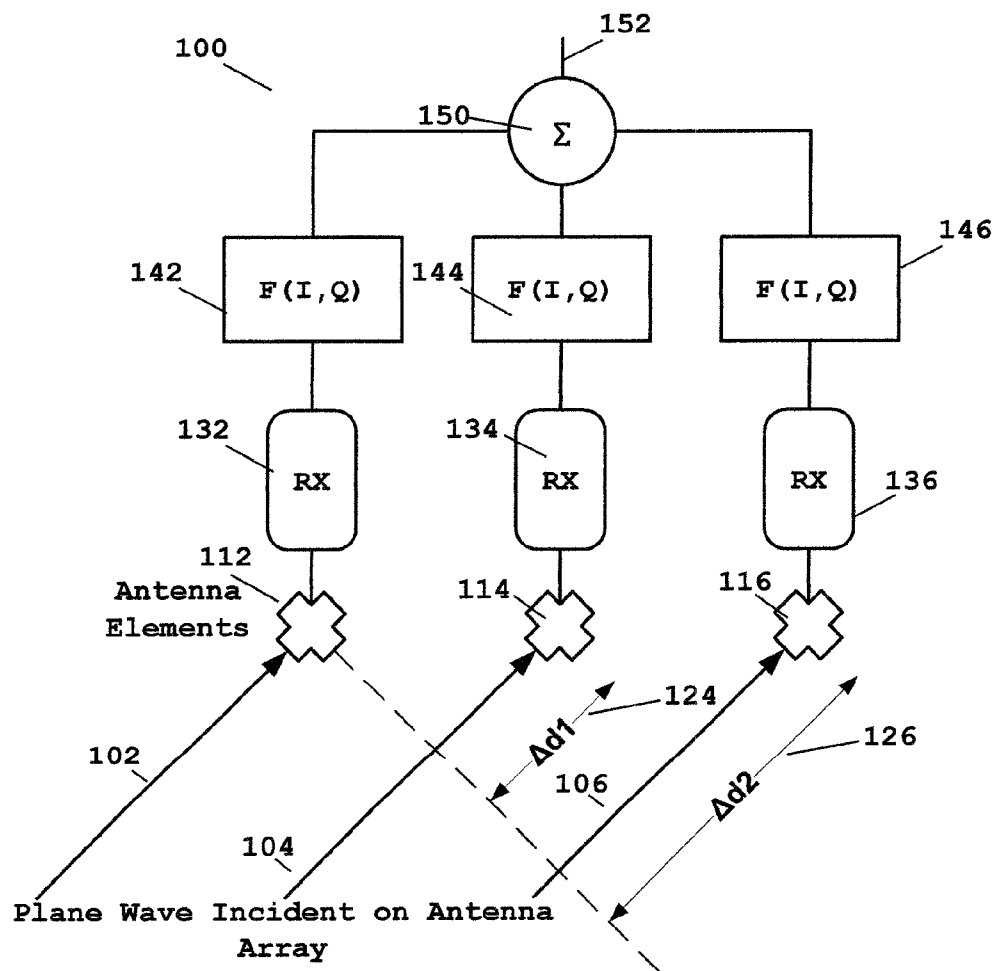 152
100
150
Σ
142
F(I,Q)
144
F(I,Q)
146
F(I,Q)
132
RX
134
RX
136
RX
112
Antenna
Elements
114
116
124
Δd1
126
Δd2
102
106
104
Plane Wave Incident on Antenna
Array